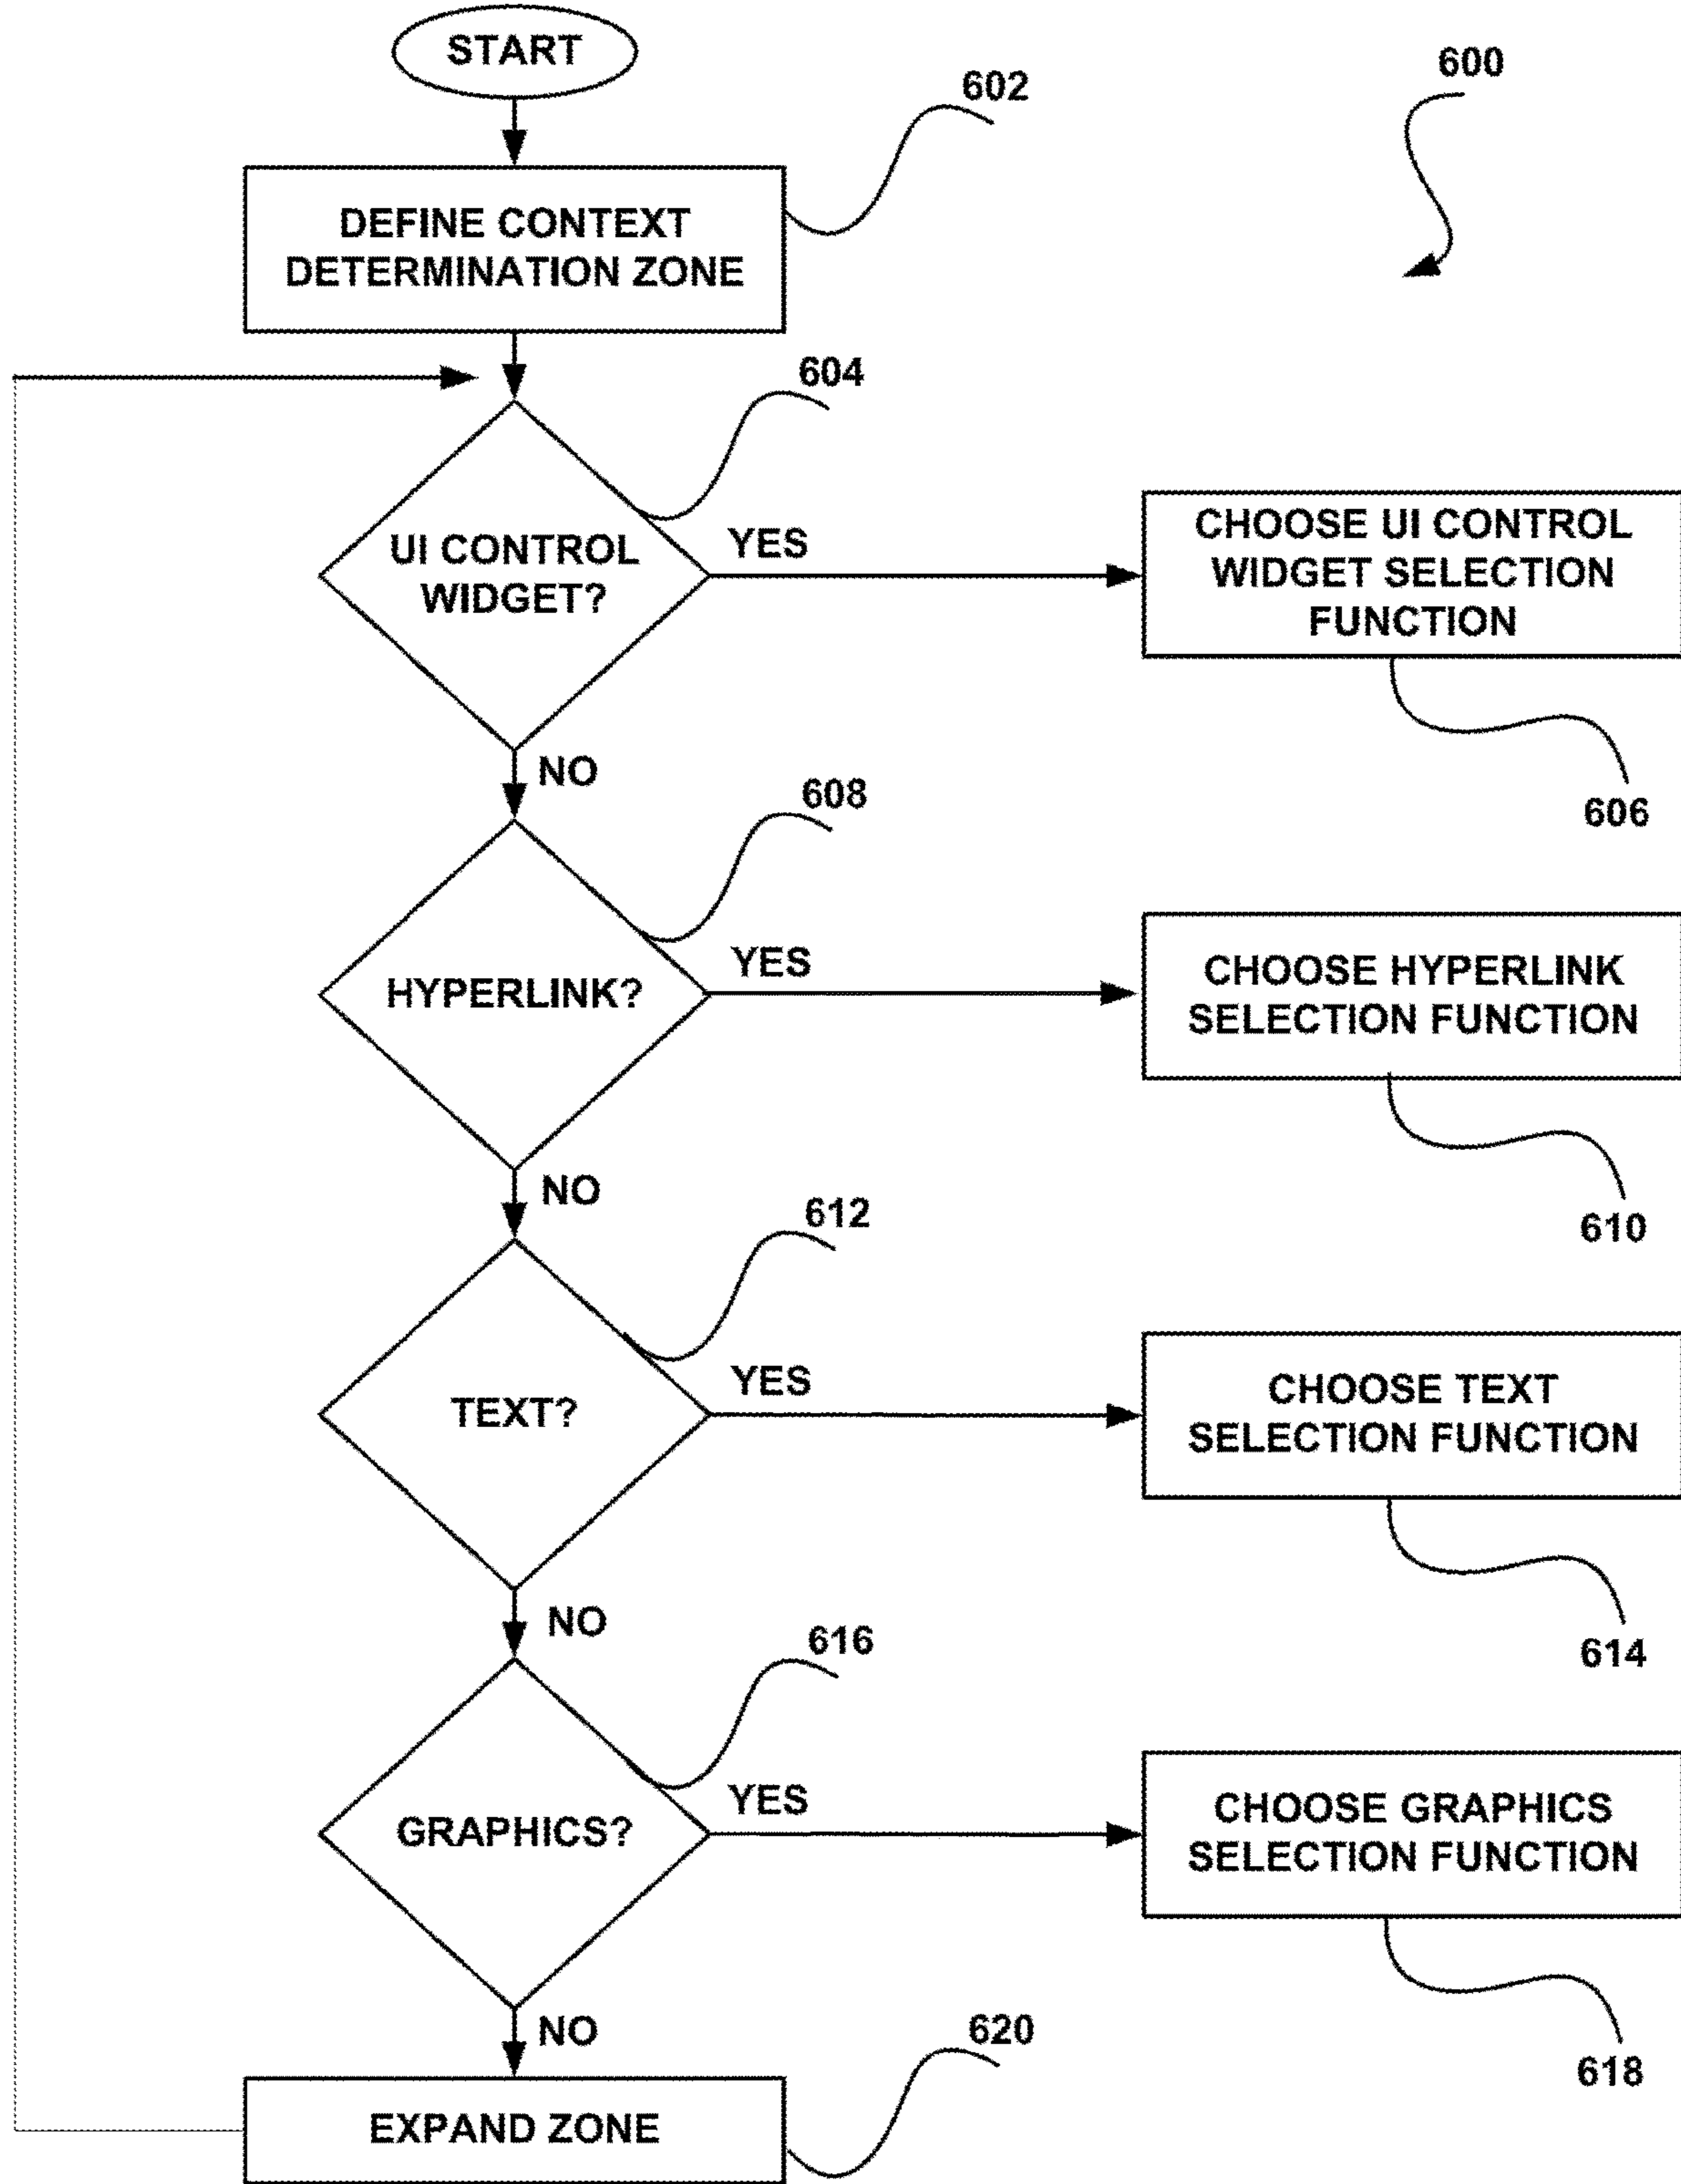 START
602
600
DEFINE CONTEXT
DETERMINATION ZONE
604
UI CONTROL
WIDGET?
YES
CHOOSE UI CONTROL
WIDGET SELECTION
FUNCTION
606
NO
608
HYPERLINK?
YES
CHOOSE HYPERLINK
SELECTION FUNCTION
610
NO
612
TEXT?
YES
CHOOSE TEXT
SELECTION FUNCTION
614
NO
616
GRAPHICS?
YES
CHOOSE GRAPHICS
SELECTION FUNCTION
618
NO
620
EXPAND ZONE